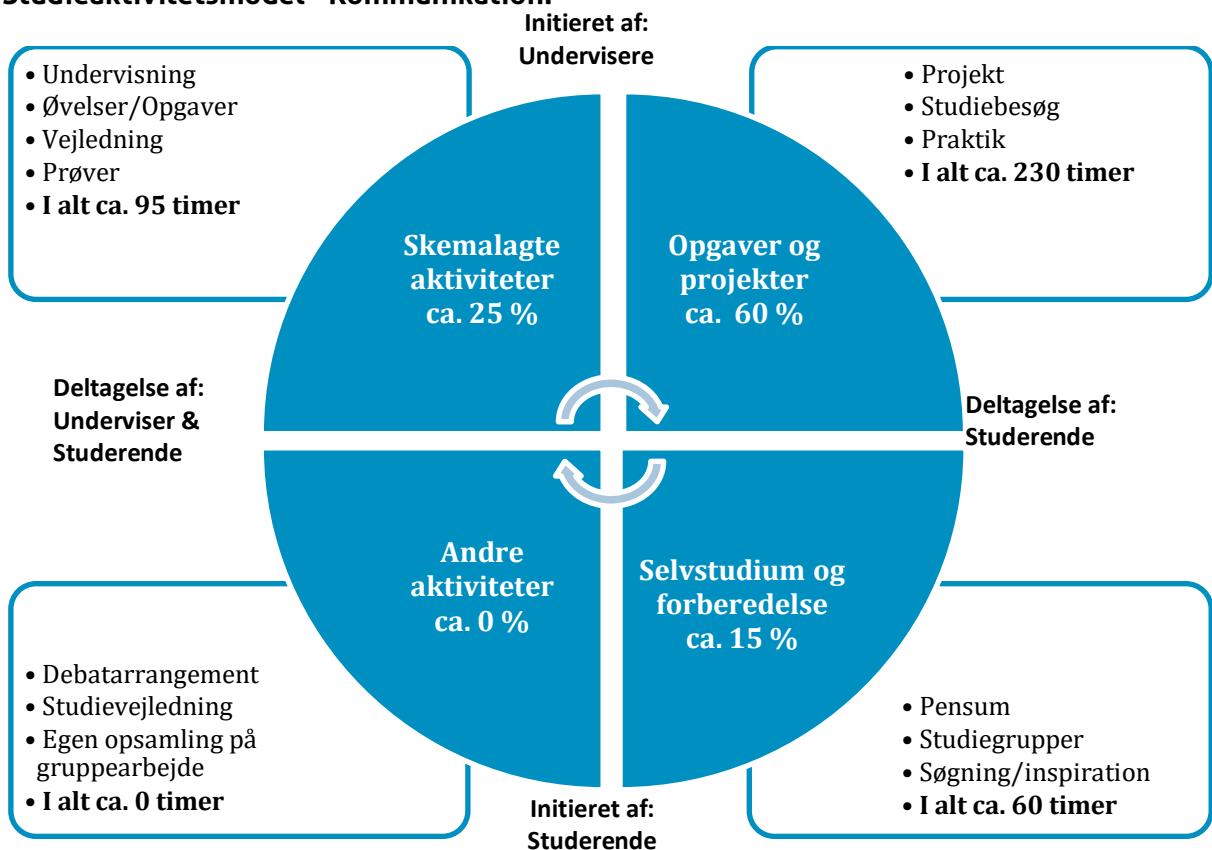 Studieaktivitetsmodel - Kommunikation:
Initieret af:
Undervisere
• Undervisning
• Øvelser/Opgaver
• Vejledning
• Prøver
• I alt ca. 95 timer
• Projekt
• Studiebesøg
• Praktik
• I alt ca. 230 timer
Skemalagte
aktiviteter
ca. 25 %
Opgaver og
projekter
ca. 60 %
Deltagelse af:
Underviser &
Studerende
Deltagelse af:
Studerende
Andre
aktiviteter
ca. 0 %
Selvstudium og
forberedelse
ca. 15 %
• Debatarrangement
• Studievejledning
• Egen opsamling på
gruppearbejde
• I alt ca. 0 timer
• Pensum
• Studiegrupper
• Søgning/inspiration
• I alt ca. 60 timer
Initieret af:
Studerende